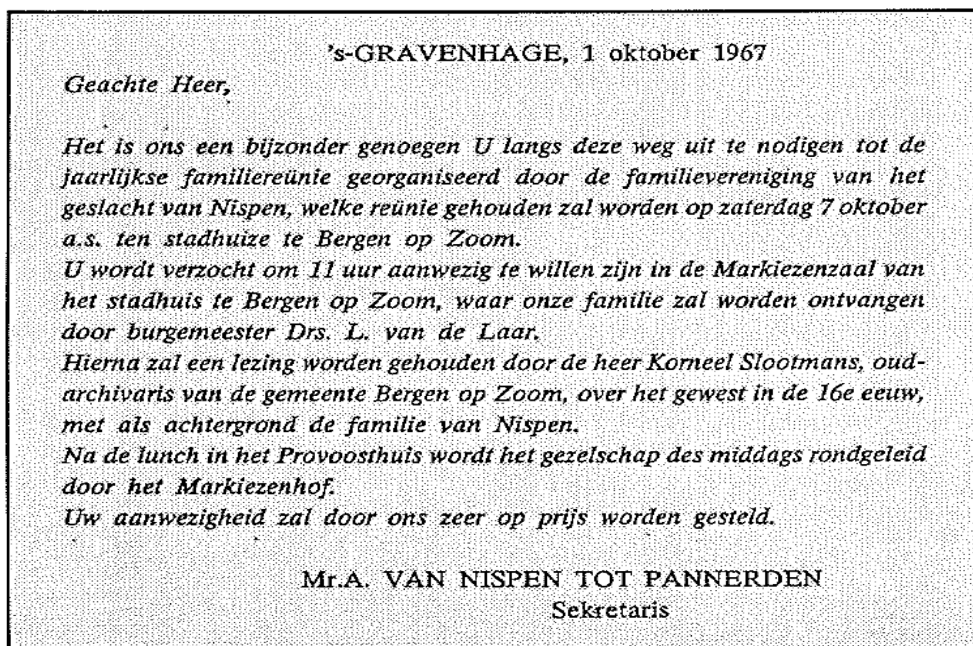 's-GRAVENHAGE, 1 oktober 1967
Geachte Heer,
Het is ons een bijzonder genoegen U langs deze weg uit te nodigen tot de
jaarlijkse familiereünie georganiseerd door de familievereniging van het
geslacht van Nispen, welke reünie gehouden zal worden op zaterdag 7 oktober
a.s. ten stadhuize te Bergen op Zoom.
U wordt verzocht om 11 uur aanwezig te willen zijn in de Markiezenzaal van
het stadhuis te Bergen op Zoom, waar onze familie zal worden ontvangen
door burgemeester Drs. L. van de Laar.
Hierna zal een lezing worden gehouden door de heer Korneel Slootmans, oud-
archivaris van de gemeente Bergen op Zoom, over het gewest in de 16e eeuw,
met als achtergrond de familie van Nispen.
Na de lunch in het Provoosthuis wordt het gezelschap des middags rondgeleid
door het Markiezenhof.
Uw aanwezigheid zal door ons zeer op prijs worden gesteld.
Mr.A. VAN NISPEN TOT PANNERDEN
Sekretaris